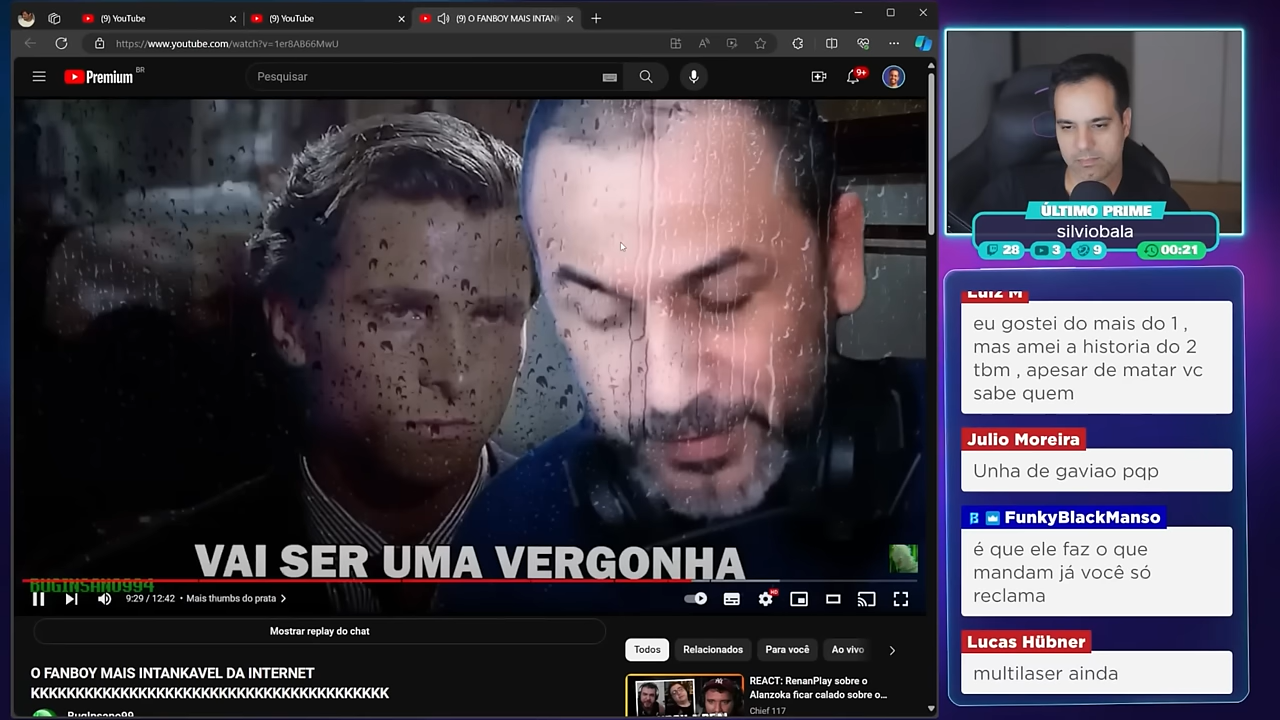 (9) YouTube
(9) YouTube
(9) O FANBOY MAIS INTAN
https://www.youtube.com/watch?v=1er8AB66MwU
Premium BR
Pesquisar
9+
VAI SER UMA VERGONHA
BUGINSANO994
9:29 / 12:42 • Mais thumbs do prata
HD
Mostrar replay do chat
O FANBOY MAIS INTANKAVEL DA INTERNET
KKKKKKKKKKKKKKKKKKKKKKKKKKKKKKKKKKKKKKKK
BugInsano99
Todos
Relacionados
Para você
Ao vivo
REACT: RenanPlay sobre o
Alanzoka ficar calado sobre o...
Chief 117
ÚLTIMO PRIME
silviobala
28
3
9
00:21
Luiz M
eu gostei do mais do 1 ,
mas amei a historia do 2
tbm , apesar de matar vc
sabe quem
Julio Moreira
Unha de gaviao pqp
FunkyBlackManso
é que ele faz o que
mandam já você só
reclama
Lucas Hübner
multilaser ainda